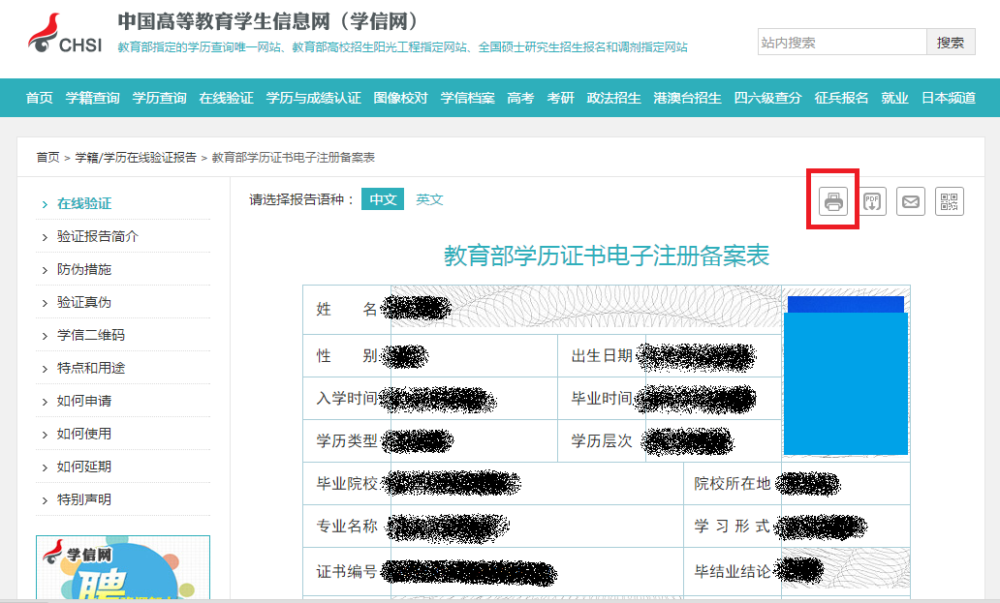 CHSI
中国高等教育学生信息网（学信网）
教育部指定的学历查询唯一网站、教育部高校招生阳光工程指定网站、全国硕士研究生招生报名和调剂指定网站
站内搜索 搜索
首页 学籍查询 学历查询 在线验证 学历与成绩认证 图像校对 学信档案 高考 考研 政法招生 港澳台招生 四六级查分 征兵报名 就业 日本频道
首页 > 学籍/学历在线验证报告 > 教育部学历证书电子注册备案表
在线验证
验证报告简介
防伪措施
验证真伪
学信二维码
特点和用途
如何申请
如何使用
如何延期
特别声明
学信网
聘
请选择报告语种： 中文 英文
PDF
教育部学历证书电子注册备案表
姓 名
性 别 出生日期
入学时间 毕业时间
学历类型 学历层次
毕业院校 院校所在地
专业名称 学习形式
证书编号 毕结业结论